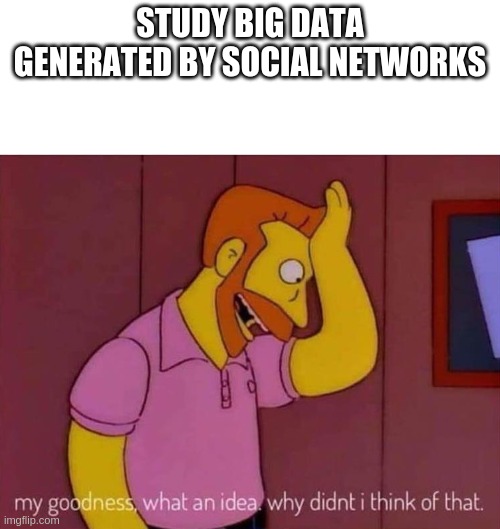 STUDY BIG DATA
GENERATED BY SOCIAL NETWORKS
my goodness, what an idea. why didnt i think of that.
imgflip.com